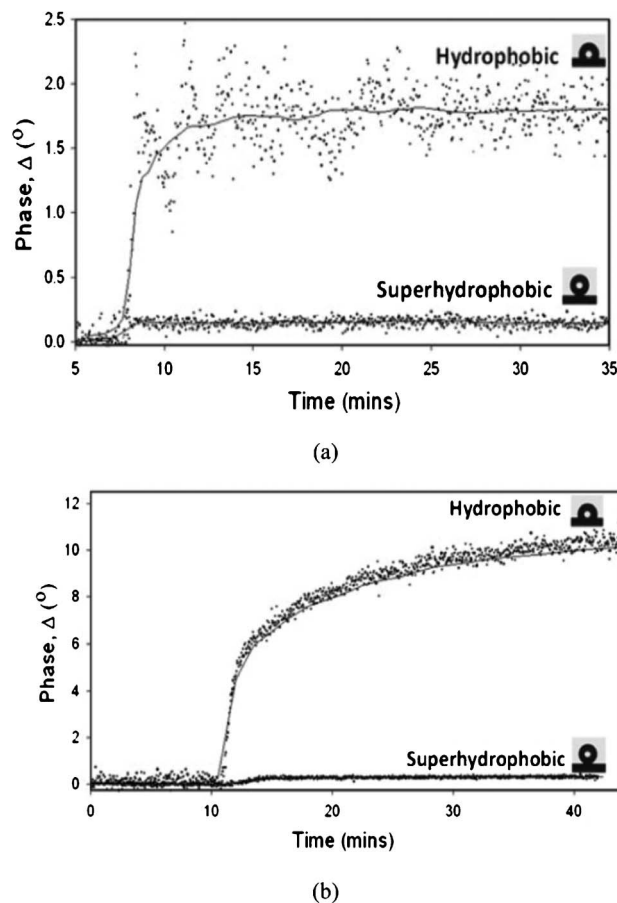 2.5
Hydrophobic
2.0
1.5
Phase, Δ (°)
1.0
Superhydrophobic
0.5
0.0
5 10 15 20 25 30 35
Time (mins)
(a)
12
Hydrophobic
10
8
Phase, Δ (°)
6
4
2
Superhydrophobic
0
0 10 20 30 40
Time (mins)
(b)